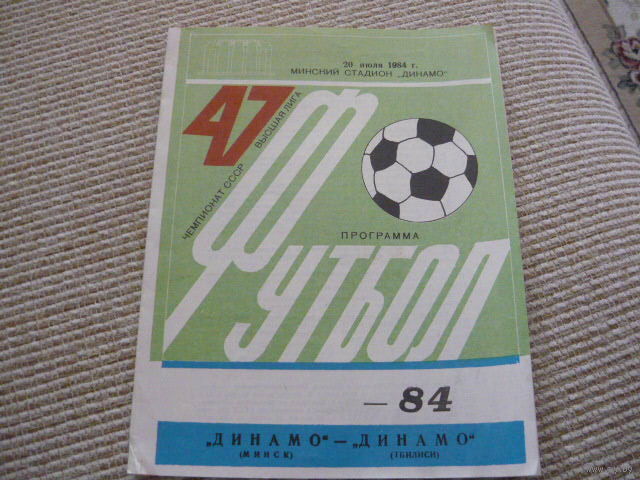 20 июля 1984 г.
МИНСКИЙ СТАДИОН „ДИНАМО"
47
ЧЕМПИОНАТ СССР
ВЫСШАЯ ЛИГА
ПРОГРАММА
ФУТБОЛ
— 84
„ДИНАМО" — „ДИНАМО"
(МИНСК) (ТБИЛИСИ)